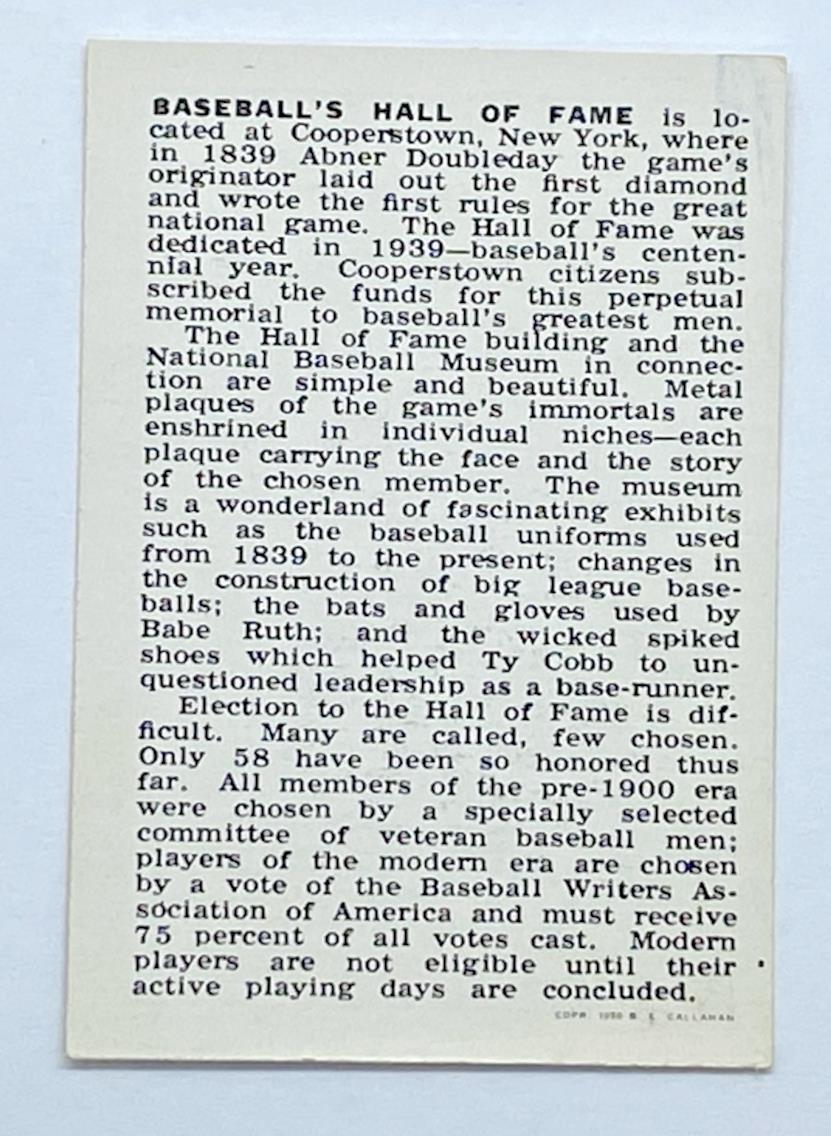 BASEBALL'S HALL OF FAME is lo-
cated at Cooperstown, New York, where
in 1839 Abner Doubleday the game's
originator laid out the first diamond
and wrote the first rules for the great
national game. The Hall of Fame was
dedicated in 1939—baseball's centen-
nial year. Cooperstown citizens sub-
scribed the funds for this perpetual
memorial to baseball's greatest men.
The Hall of Fame building and the
National Baseball Museum in connec-
tion are simple and beautiful. Metal
plaques of the game's immortals are
enshrined in individual niches—each
plaque carrying the face and the story
of the chosen member. The museum
is a wonderland of fascinating exhibits
such as the baseball uniforms used
from 1839 to the present; changes in
the construction of big league base-
balls; the bats and gloves used by
Babe Ruth; and the wicked spiked
shoes which helped Ty Cobb to un-
questioned leadership as a base-runner.
Election to the Hall of Fame is dif-
ficult. Many are called, few chosen.
Only 58 have been so honored thus
far. All members of the pre-1900 era
were chosen by a specially selected
committee of veteran baseball men;
players of the modern era are chosen
by a vote of the Baseball Writers As-
sociation of America and must receive
75 percent of all votes cast. Modern
players are not eligible until their
active playing days are concluded.
COPR. 1950 B. E. CALLAHAN